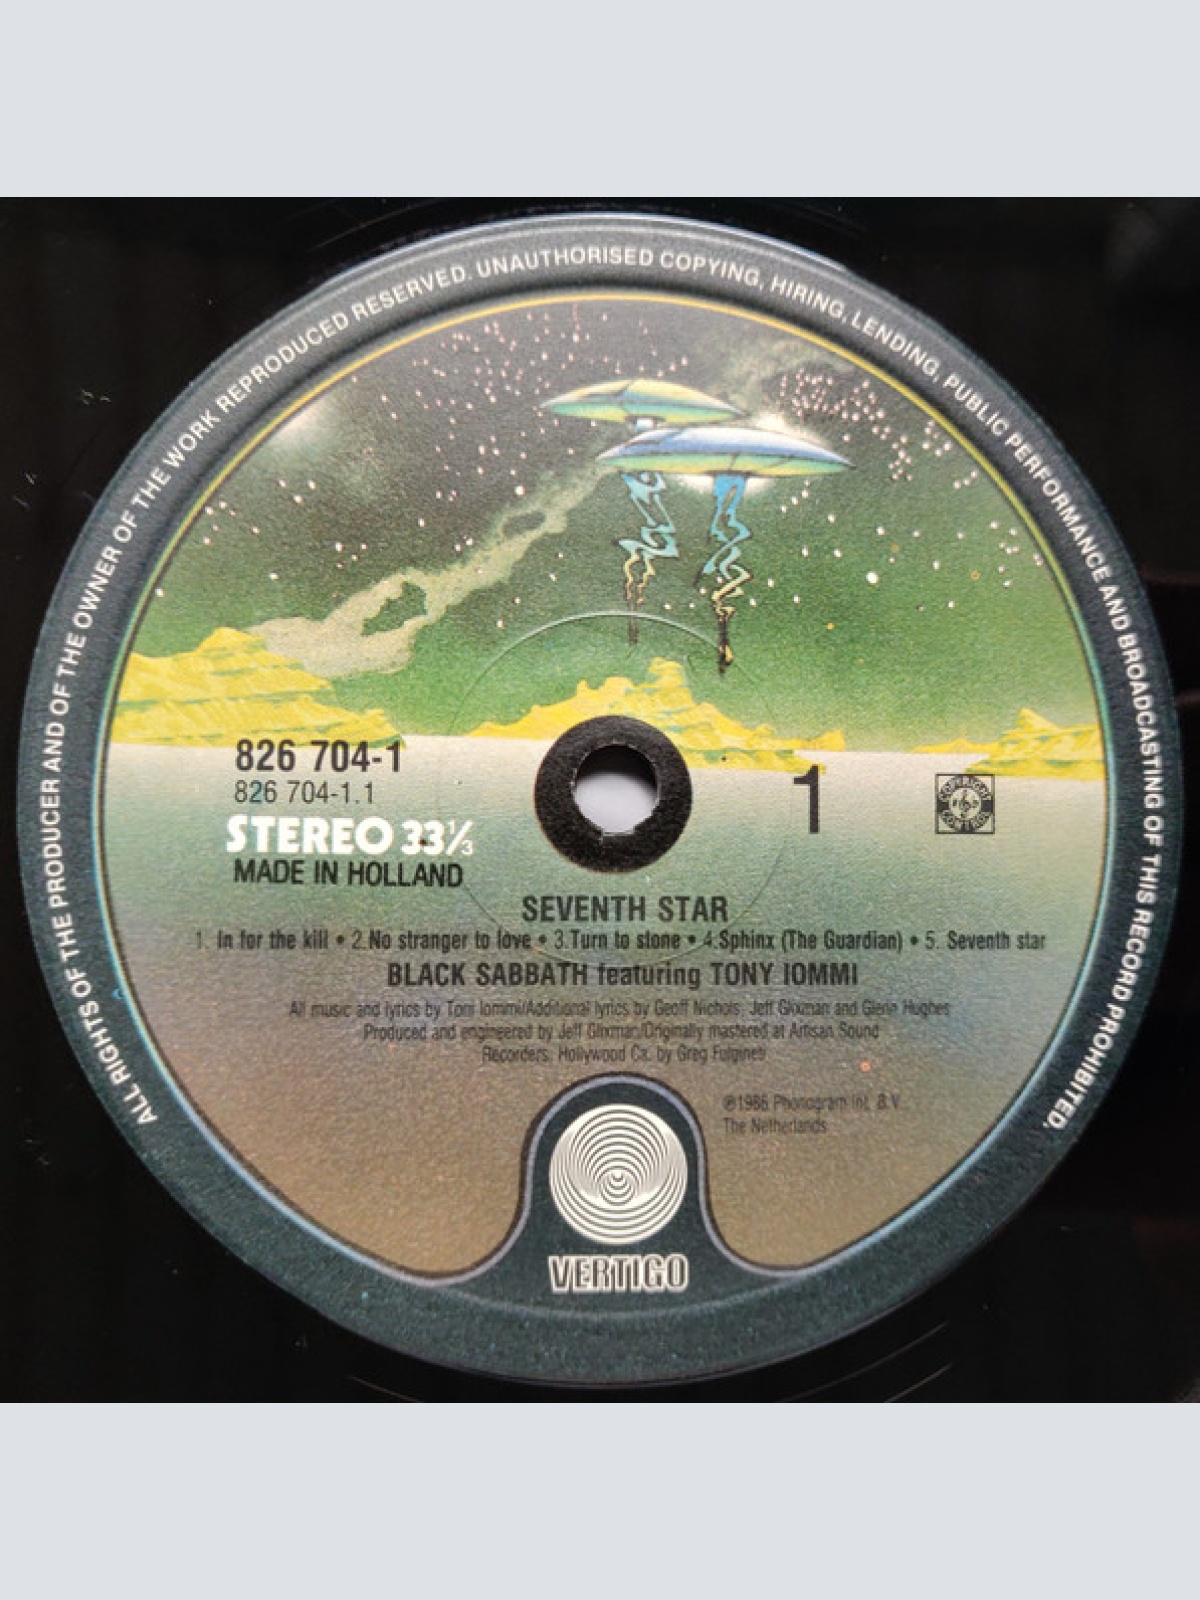 ALL RIGHTS OF THE PRODUCER AND OF THE OWNER OF THE WORK REPRODUCED RESERVED. UNAUTHORISED COPYING, HIRING, LENDING, PUBLIC PERFORMANCE AND BROADCASTING OF THIS RECORD PROHIBITED.
826 704-1
826 704-1.1
STEREO 33⅓
MADE IN HOLLAND
1
COPYRIGHT
CONTROL
SEVENTH STAR
1. In for the kill • 2.No stranger to love • 3.Turn to stone • 4.Sphinx (The Guardian) • 5. Seventh star
BLACK SABBATH featuring TONY IOMMI
All music and lyrics by Toni Iommi/Additional lyrics by Geoff Nichols, Jeff Glixman and Glenn Hughes
Produced and engineered by Jeff Glixman/Originally mastered at Artisan Sound
Recorders, Hollywood Ca. by Greg Fulginiti
℗1986 Phonogram Int. B.V.
The Netherlands
VERTIGO